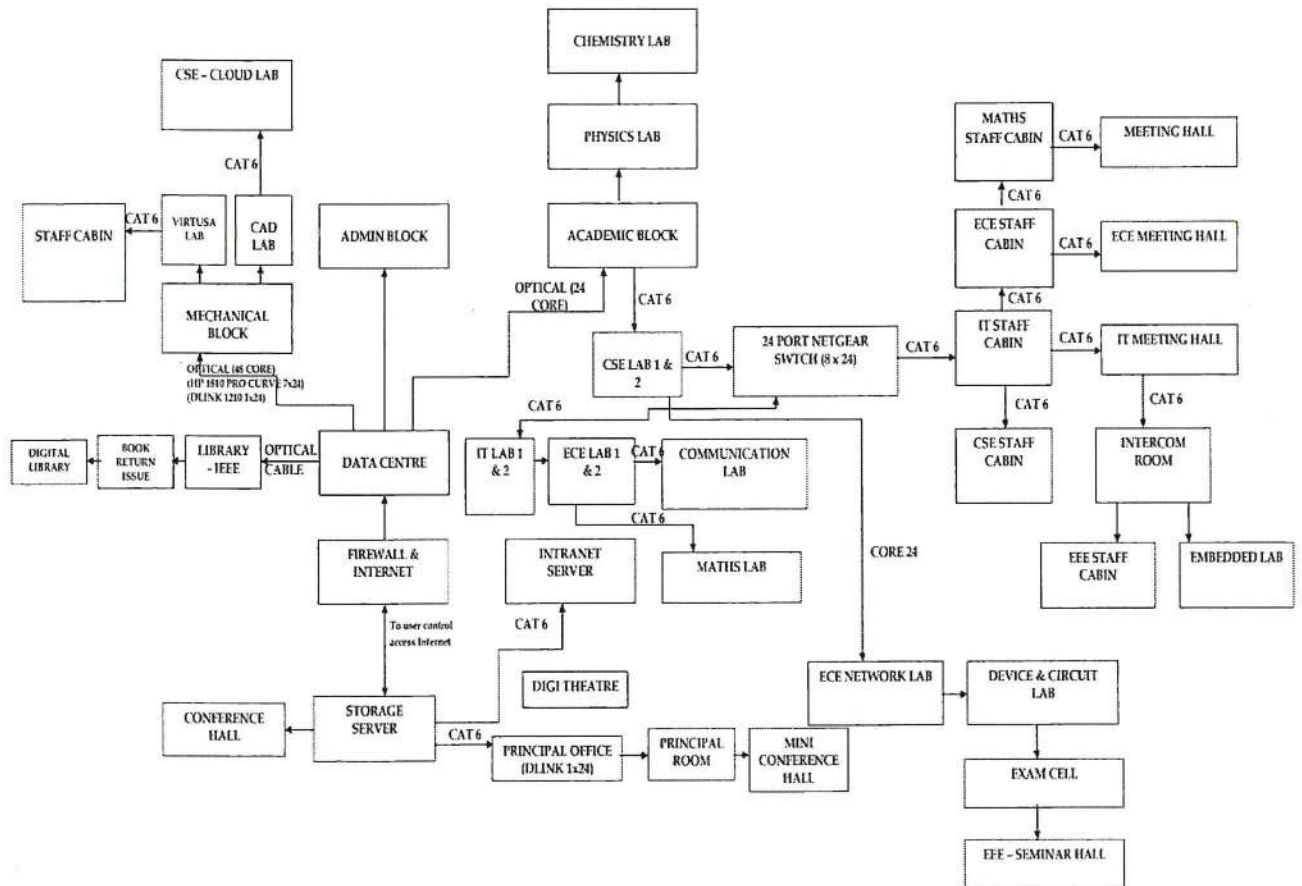 CHEMISTRY LAB
CSE – CLOUD LAB
PHYSICS LAB
MATHS
STAFF CABIN
CAT 6
MEETING HALL
CAT 6
CAT 6
STAFF CABIN
CAT 6
VIRTUSA
LAB
CAD
LAB
ADMIN BLOCK
ACADEMIC BLOCK
ECE STAFF
CABIN
CAT 6
ECE MEETING HALL
OPTICAL (24
CORE)
CAT 6
CAT 6
MECHANICAL
BLOCK
CSE LAB 1 &
2
CAT 6
24 PORT NETGEAR
SWTCH (8 x 24)
CAT 6
IT STAFF
CABIN
CAT 6
IT MEETING HALL
OPTICAL (48 CORE)
(HP 1810 PRO CURVE 7x24)
(DLINK 1210 1x24)
CAT 6
CAT 6
CAT 6
DIGITAL
LIBRARY
BOOK
RETURN
ISSUE
LIBRARY
- IEEE
OPTICAL
CABLE
DATA CENTRE
IT LAB 1
& 2
ECE LAB 1
& 2
CAT 6
COMMUNICATION
LAB
CSE STAFF
CABIN
INTERCOM
ROOM
CAT 6
FIREWALL &
INTERNET
INTRANET
SERVER
MATHS LAB
CORE 24
EEE STAFF
CABIN
EMBEDDED LAB
To user control
access Internet
CAT 6
DIGI THEATRE
ECE NETWORK LAB
DEVICE & CIRCUIT
LAB
CONFERENCE
HALL
STORAGE
SERVER
CAT 6
PRINCIPAL OFFICE
(DLINK 1x24)
PRINCIPAL
ROOM
MINI
CONFERENCE
HALL
EXAM CELL
EEE – SEMINAR HALL